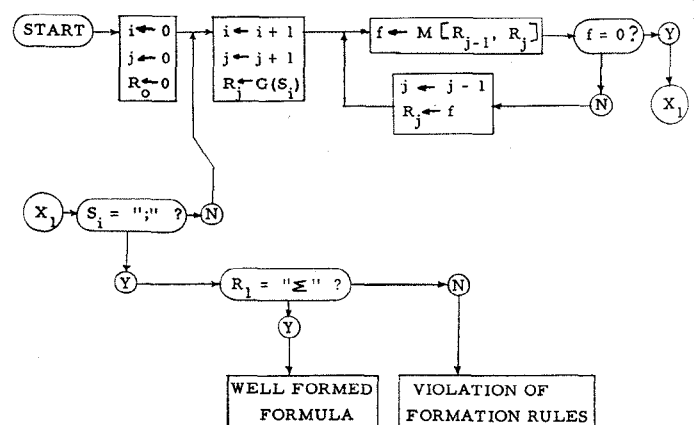 START
i ← 0
j ← 0
R₀ ← 0
i ← i + 1
j ← j + 1
Rⱼ ← G(Sᵢ)
f ← M [Rⱼ₋₁, Rⱼ]
f = 0?
Y
j ← j - 1
Rⱼ ← f
N
X₁
X₁
Sᵢ = ";" ?
N
Y
R₁ = "Σ" ?
N
Y
WELL FORMED
FORMULA
VIOLATION OF
FORMATION RULES